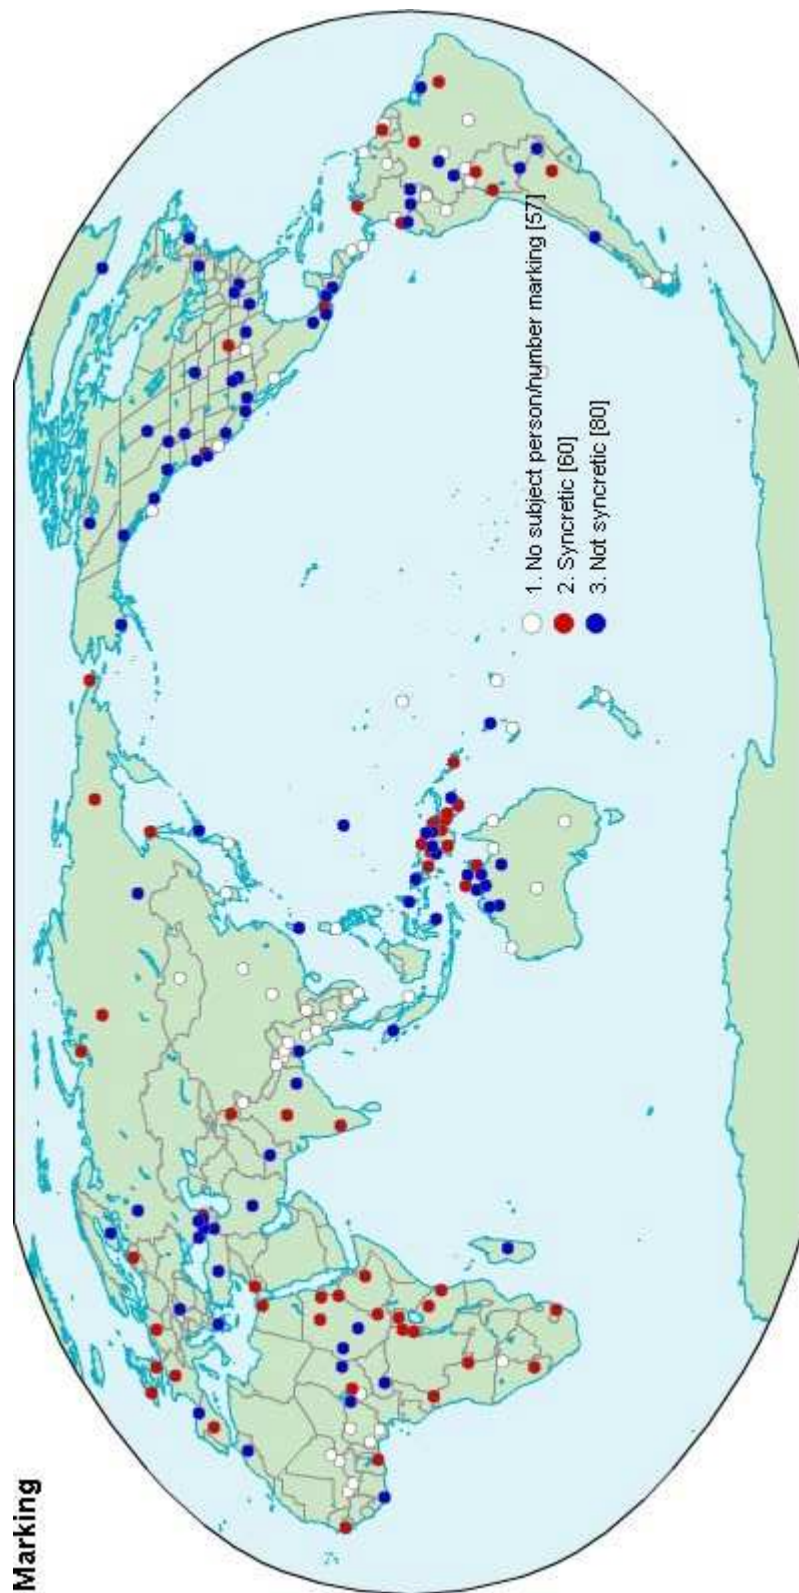 Marking
1. No subject person/number marking [57]
2. Syncretic [60]
3. Not syncretic [80]